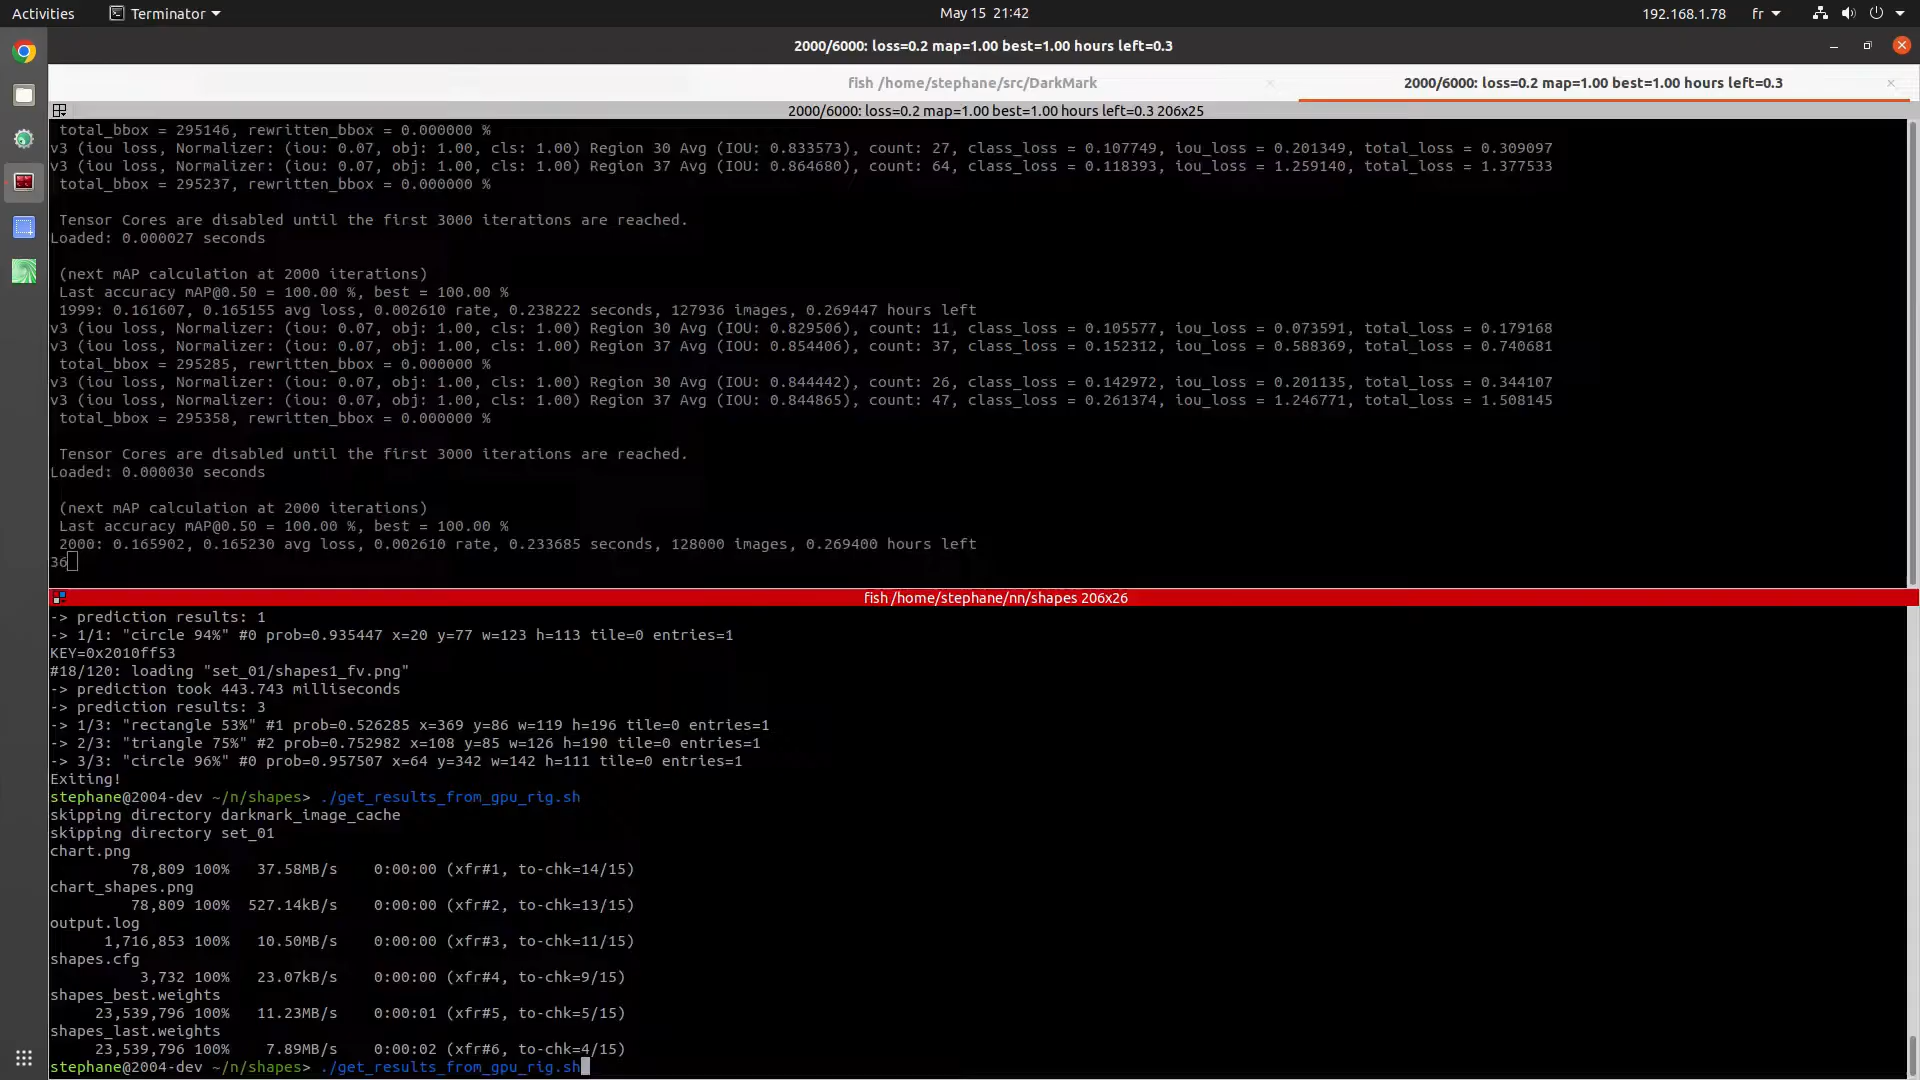 Activities
Terminator
May 15 21:42
192.168.1.78
fr
2000/6000: loss=0.2 map=1.00 best=1.00 hours left=0.3
fish /home/stephane/src/DarkMark
2000/6000: loss=0.2 map=1.00 best=1.00 hours left=0.3
2000/6000: loss=0.2 map=1.00 best=1.00 hours left=0.3 206x25
total_bbox = 295146, rewritten_bbox = 0.000000 %
v3 (iou loss, Normalizer: (iou: 0.07, obj: 1.00, cls: 1.00) Region 30 Avg (IOU: 0.833573), count: 27, class_loss = 0.107749, iou_loss = 0.201349, total_loss = 0.309097
v3 (iou loss, Normalizer: (iou: 0.07, obj: 1.00, cls: 1.00) Region 37 Avg (IOU: 0.864680), count: 64, class_loss = 0.118393, iou_loss = 1.259140, total_loss = 1.377533
total_bbox = 295237, rewritten_bbox = 0.000000 %
Tensor Cores are disabled until the first 3000 iterations are reached.
Loaded: 0.000027 seconds
(next mAP calculation at 2000 iterations)
Last accuracy mAP@0.50 = 100.00 %, best = 100.00 %
1999: 0.161607, 0.165155 avg loss, 0.002610 rate, 0.238222 seconds, 127936 images, 0.269447 hours left
v3 (iou loss, Normalizer: (iou: 0.07, obj: 1.00, cls: 1.00) Region 30 Avg (IOU: 0.829506), count: 11, class_loss = 0.105577, iou_loss = 0.073591, total_loss = 0.179168
v3 (iou loss, Normalizer: (iou: 0.07, obj: 1.00, cls: 1.00) Region 37 Avg (IOU: 0.854406), count: 37, class_loss = 0.152312, iou_loss = 0.588369, total_loss = 0.740681
total_bbox = 295285, rewritten_bbox = 0.000000 %
v3 (iou loss, Normalizer: (iou: 0.07, obj: 1.00, cls: 1.00) Region 30 Avg (IOU: 0.844442), count: 26, class_loss = 0.142972, iou_loss = 0.201135, total_loss = 0.344107
v3 (iou loss, Normalizer: (iou: 0.07, obj: 1.00, cls: 1.00) Region 37 Avg (IOU: 0.844865), count: 47, class_loss = 0.261374, iou_loss = 1.246771, total_loss = 1.508145
total_bbox = 295358, rewritten_bbox = 0.000000 %
Tensor Cores are disabled until the first 3000 iterations are reached.
Loaded: 0.000030 seconds
(next mAP calculation at 2000 iterations)
Last accuracy mAP@0.50 = 100.00 %, best = 100.00 %
2000: 0.165902, 0.165230 avg loss, 0.002610 rate, 0.233685 seconds, 128000 images, 0.269400 hours left
36
fish /home/stephane/nn/shapes 206x26
-> prediction results: 1
-> 1/1: "circle 94%" #0 prob=0.935447 x=20 y=77 w=123 h=113 tile=0 entries=1
KEY=0x2010ff53
#18/120: loading "set_01/shapes1_fv.png"
-> prediction took 443.743 milliseconds
-> prediction results: 3
-> 1/3: "rectangle 53%" #1 prob=0.526285 x=369 y=86 w=119 h=196 tile=0 entries=1
-> 2/3: "triangle 75%" #2 prob=0.752982 x=108 y=85 w=126 h=190 tile=0 entries=1
-> 3/3: "circle 96%" #0 prob=0.957507 x=64 y=342 w=142 h=111 tile=0 entries=1
Exiting!
stephane@2004-dev ~/n/shapes> ./get_results_from_gpu_rig.sh
skipping directory darkmark_image_cache
skipping directory set_01
chart.png
78,809 100% 37.58MB/s 0:00:00 (xfr#1, to-chk=14/15)
chart_shapes.png
78,809 100% 527.14kB/s 0:00:00 (xfr#2, to-chk=13/15)
output.log
1,716,853 100% 10.50MB/s 0:00:00 (xfr#3, to-chk=11/15)
shapes.cfg
3,732 100% 23.07kB/s 0:00:00 (xfr#4, to-chk=9/15)
shapes_best.weights
23,539,796 100% 11.23MB/s 0:00:01 (xfr#5, to-chk=5/15)
shapes_last.weights
23,539,796 100% 7.89MB/s 0:00:02 (xfr#6, to-chk=4/15)
stephane@2004-dev ~/n/shapes> ./get_results_from_gpu_rig.sh